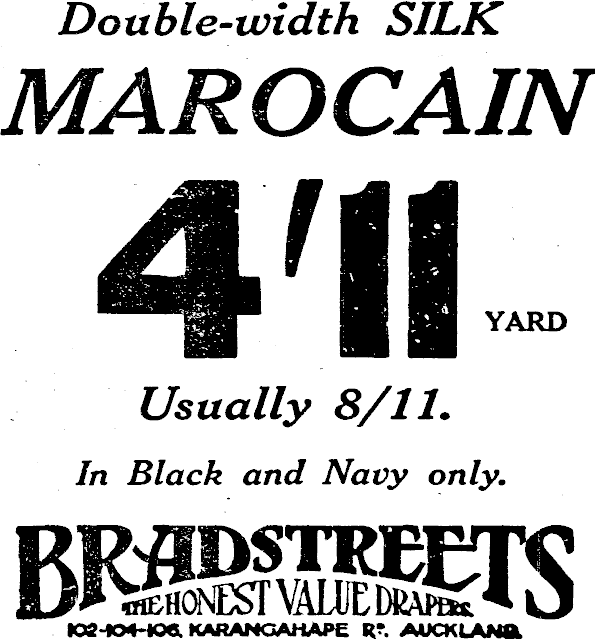 Double-width SILK
MAROCAIN
4'11 YARD
Usually 8/11.
In Black and Navy only.
BRADSTREETS
THE HONEST VALUE DRAPERS.
102-104-106, KARANGAHAPE RD. AUCKLAND.